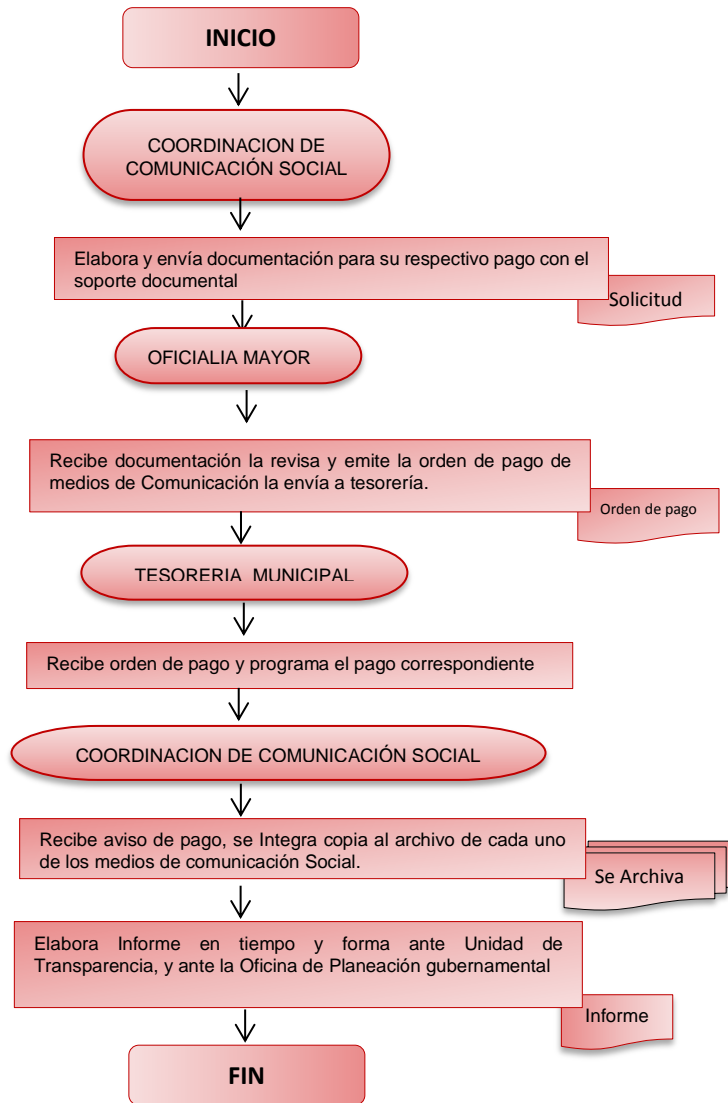 INICIO
COORDINACION DE
COMUNICACIÓN SOCIAL
Elabora y envía documentación para su respectivo pago con el
soporte documental
Solicitud
OFICIALIA MAYOR
Recibe documentación la revisa y emite la orden de pago de
medios de Comunicación la envía a tesorería.
Orden de pago
TESORERIA MUNICIPAL
Recibe orden de pago y programa el pago correspondiente
COORDINACION DE COMUNICACIÓN SOCIAL
Recibe aviso de pago, se Integra copia al archivo de cada uno
de los medios de comunicación Social.
Se Archiva
Elabora Informe en tiempo y forma ante Unidad de
Transparencia, y ante la Oficina de Planeación gubernamental
Informe
FIN